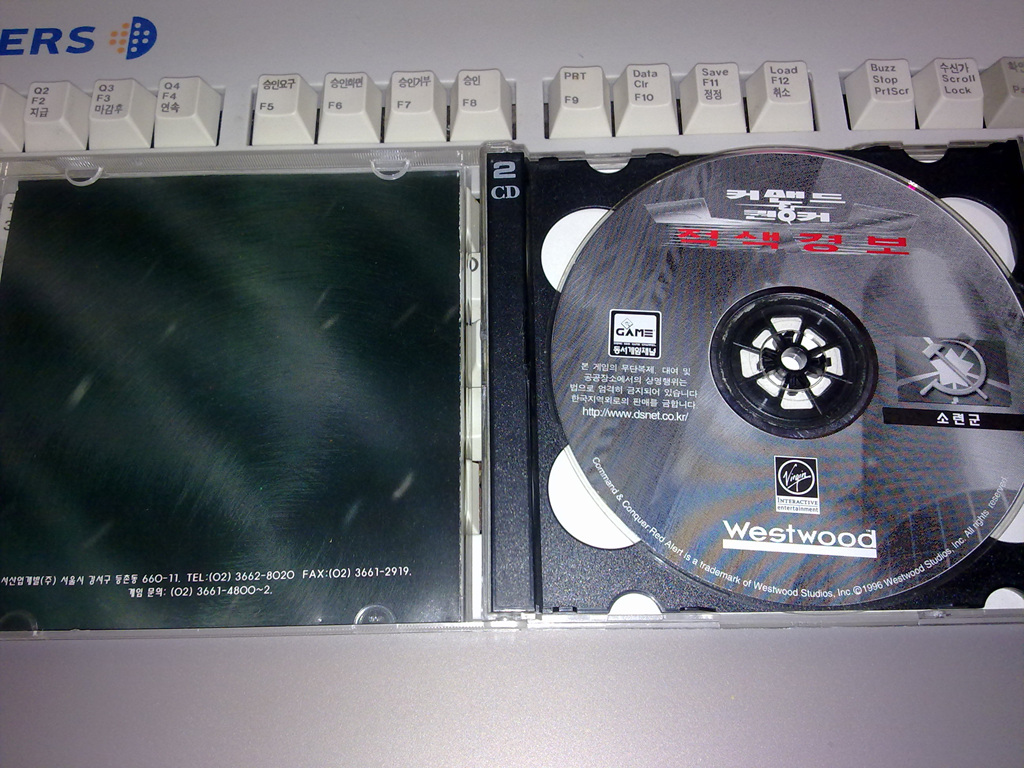 ERS
Q2
F2
지급
Q3
F3
마감후
Q4
F4
연속
승인요구
F5
승인화면
F6
승인거부
F7
승인
F8
PBT
F9
Data
Clr
F10
Save
F11
정정
Load
F12
취소
Buzz
Stop
PrtScr
수신가
Scroll
Lock
2
CD
커맨드
&
컨커
적색경보
GAME
동서게임채널
본 게임의 무단복제, 대여 및
공공장소에서의 상영행위는
법으로 엄격히 금지되어 있습니다
한국지역외로의 판매를 금합니다
http://www.dsnet.co.kr/
소련군
Virgin
INTERACTIVE
entertainment
Westwood
Command & Conquer:Red Alert is a trademark of Westwood Studios, Inc ©1996 Westwood Studios, Inc. All rights reserved
서산업개발(주) 서울시 강서구 등촌동 660-11. TEL:(02) 3662-8020 FAX:(02) 3661-2919.
게임 문의: (02) 3661-4800~2.